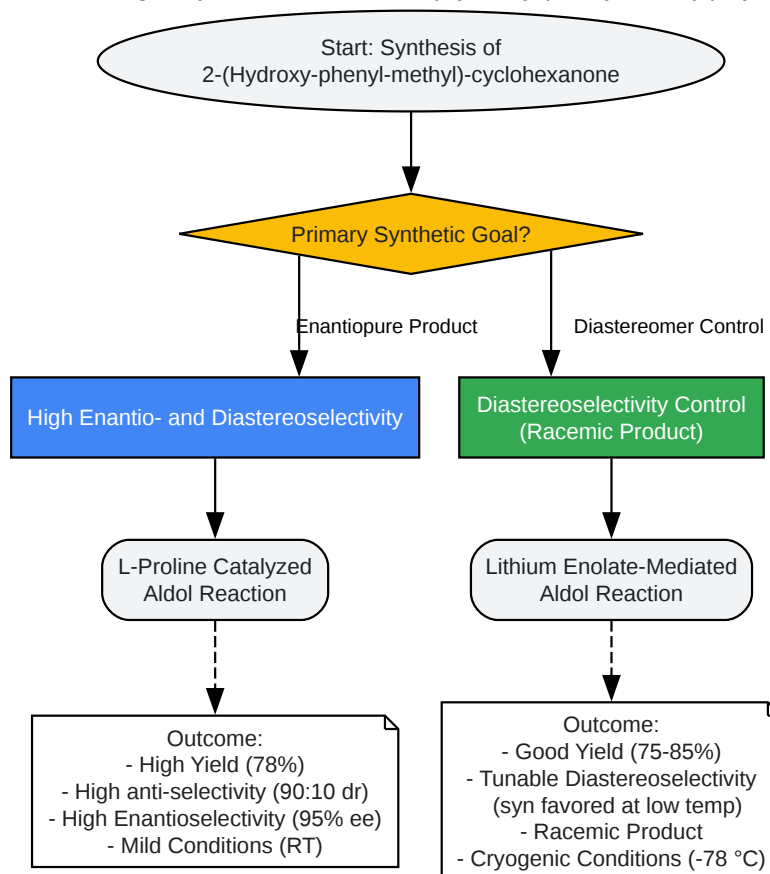 Start: Synthesis of
2-(Hydroxy-phenyl-methyl)-cyclohexanone
Primary Synthetic Goal?
Enantiopure Product
Diastereomer Control
High Enantio- and Diastereoselectivity
Diastereoselectivity Control
(Racemic Product)
L-Proline Catalyzed
Aldol Reaction
Lithium Enolate-Mediated
Aldol Reaction
Outcome:
- High Yield (78%)
- High anti-selectivity (90:10 dr)
- High Enantioselectivity (95% ee)
- Mild Conditions (RT)
Outcome:
- Good Yield (75-85%)
- Tunable Diastereoselectivity
(syn favored at low temp)
- Racemic Product
- Cryogenic Conditions (-78 °C)